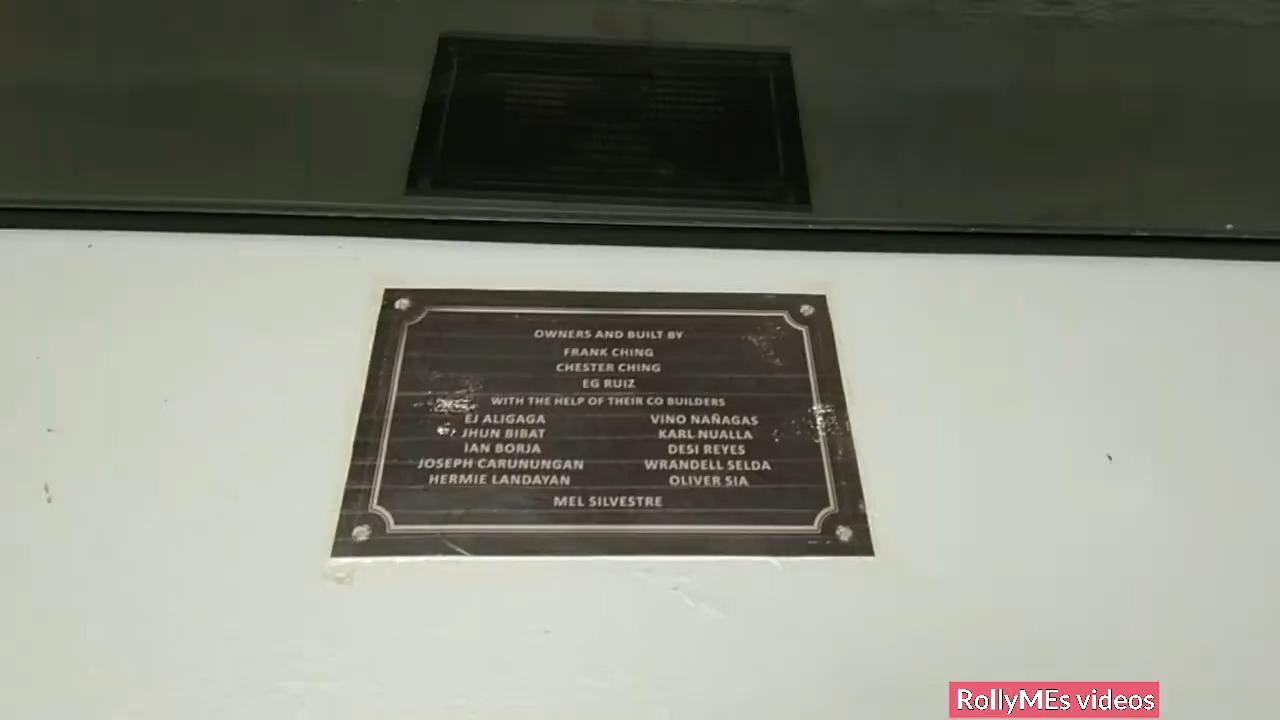 OWNERS AND BUILT BY
FRANK CHING
CHESTER CHING
EG RUIZ
WITH THE HELP OF THEIR CO BUILDERS
EJ ALIGAGA VINO NAÑAGAS
JHUN BIBAT KARL NUALLA
IAN BORJA DESI REYES
JOSEPH CARUNUNGAN WRANDELL SELDA
HERMIE LANDAYAN OLIVER SIA
MEL SILVESTRE
RollyMEs videos